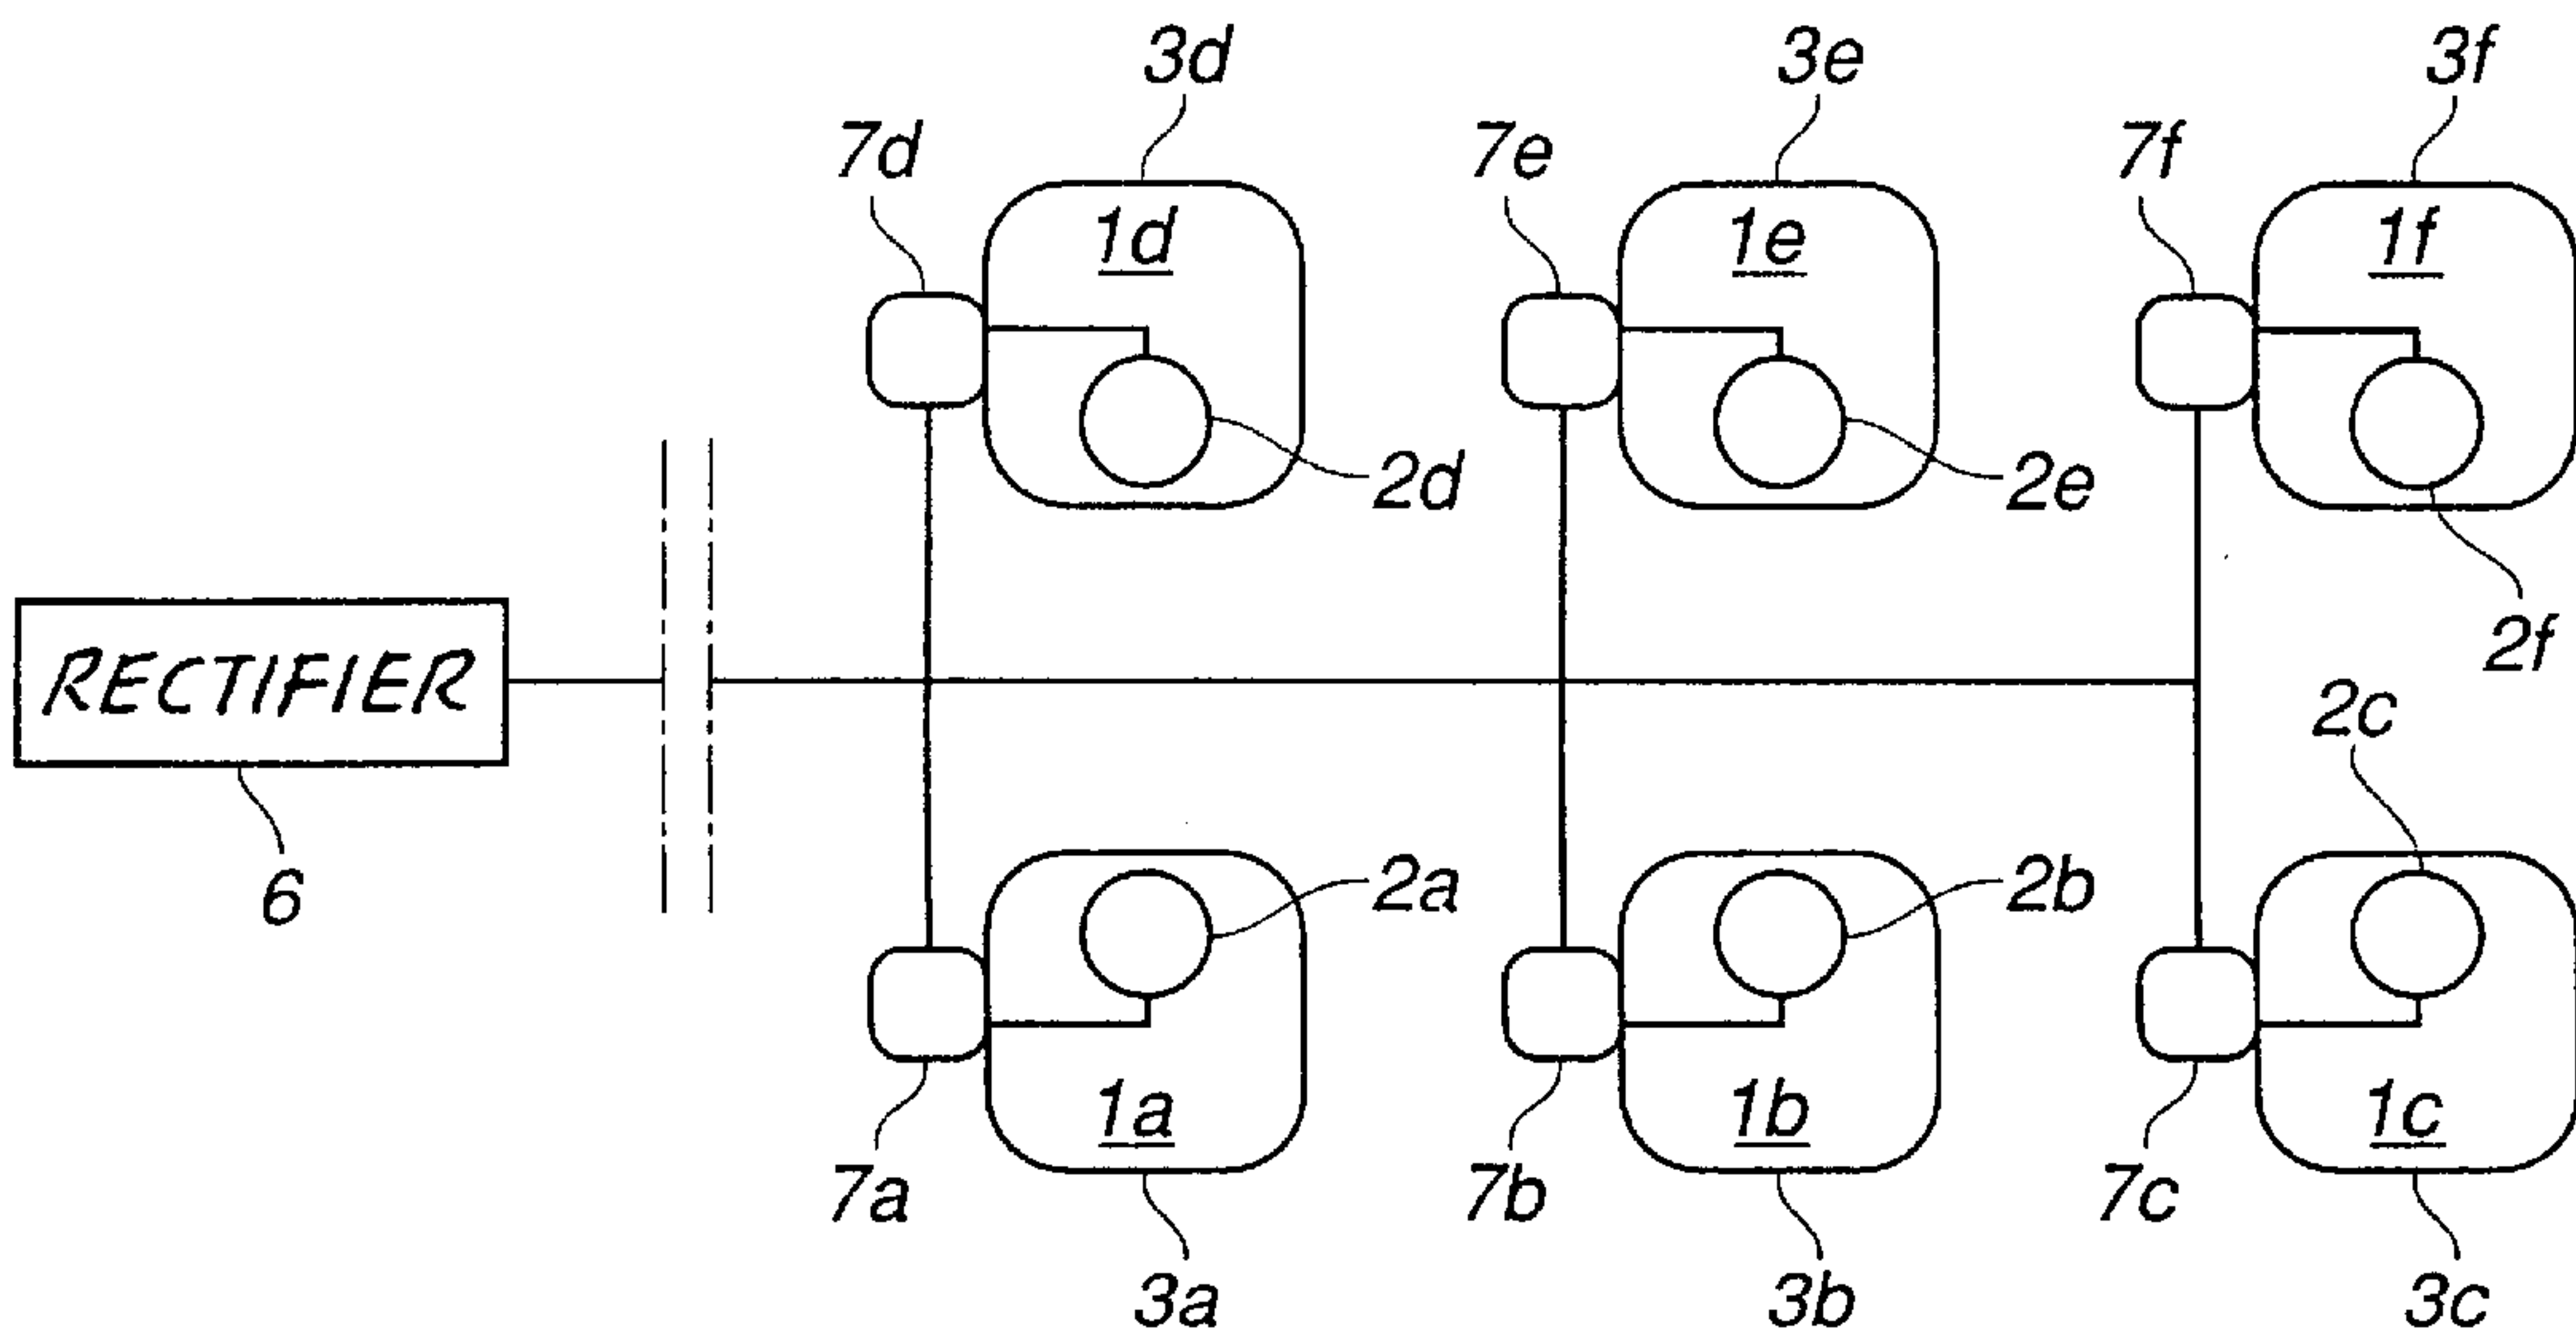 3d 3e 3f
7d 7e 7f
1d 1e 1f
2d 2e
2f
RECTIFIER
2c
6 2a 2b
1a 1b 1c
7a 7b 7c
3a 3b 3c